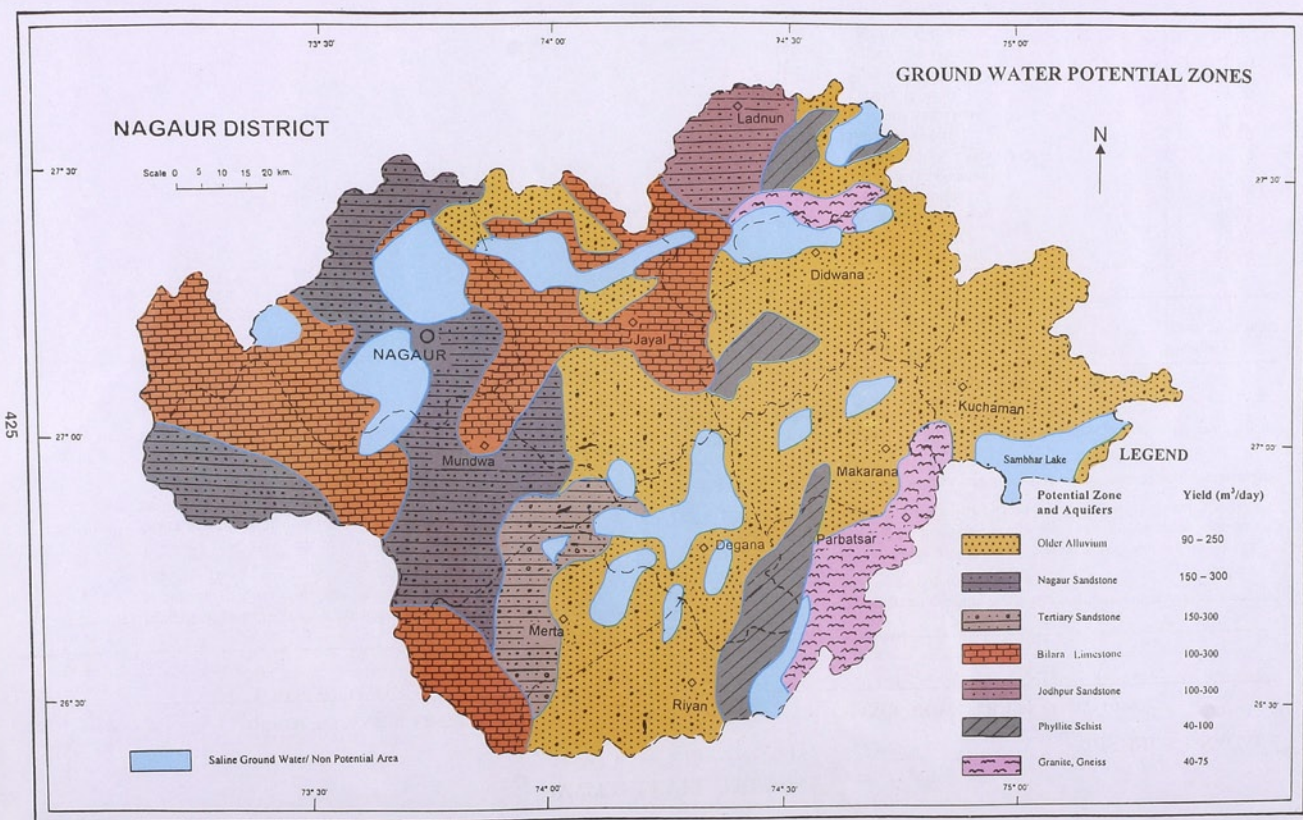 73° 30'
74° 00'
74° 30'
75° 00'
GROUND WATER POTENTIAL ZONES
NAGAUR DISTRICT
Scale 0 5 10 15 20 km.
N
27° 30'
27° 30'
Ladnun
Didwana
NAGAUR
Jayal
Kuchaman
425
27° 00'
27° 00'
Mundwa
Makarana
Sambhar Lake
LEGEND
Potential Zone and Aquifers
Yield (m³/day)
Older Alluvium 90 – 250
Nagaur Sandstone 150 – 300
Tertiary Sandstone 150-300
Bilara Limestone 100-300
Jodhpur Sandstone 100-300
Phyllite Schist 40-100
Granite, Gneiss 40-75
Degana
Parbatsar
Merta
Riyan
26° 30'
26° 30'
Saline Ground Water/ Non Potential Area
73° 30'
74° 00'
74° 30'
75° 00'